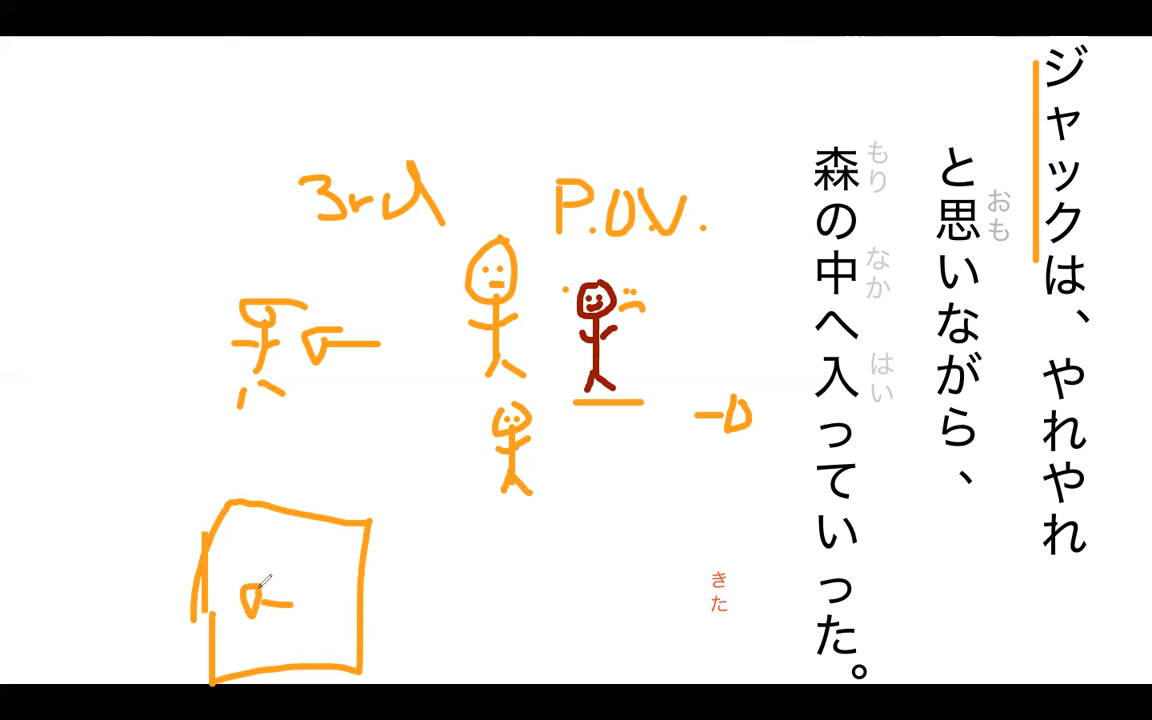 ジャックは、やれやれ
と思いながら、
おも
森の中へ入っていった。
もり
なか
はい
きた
3rd P.O.V.